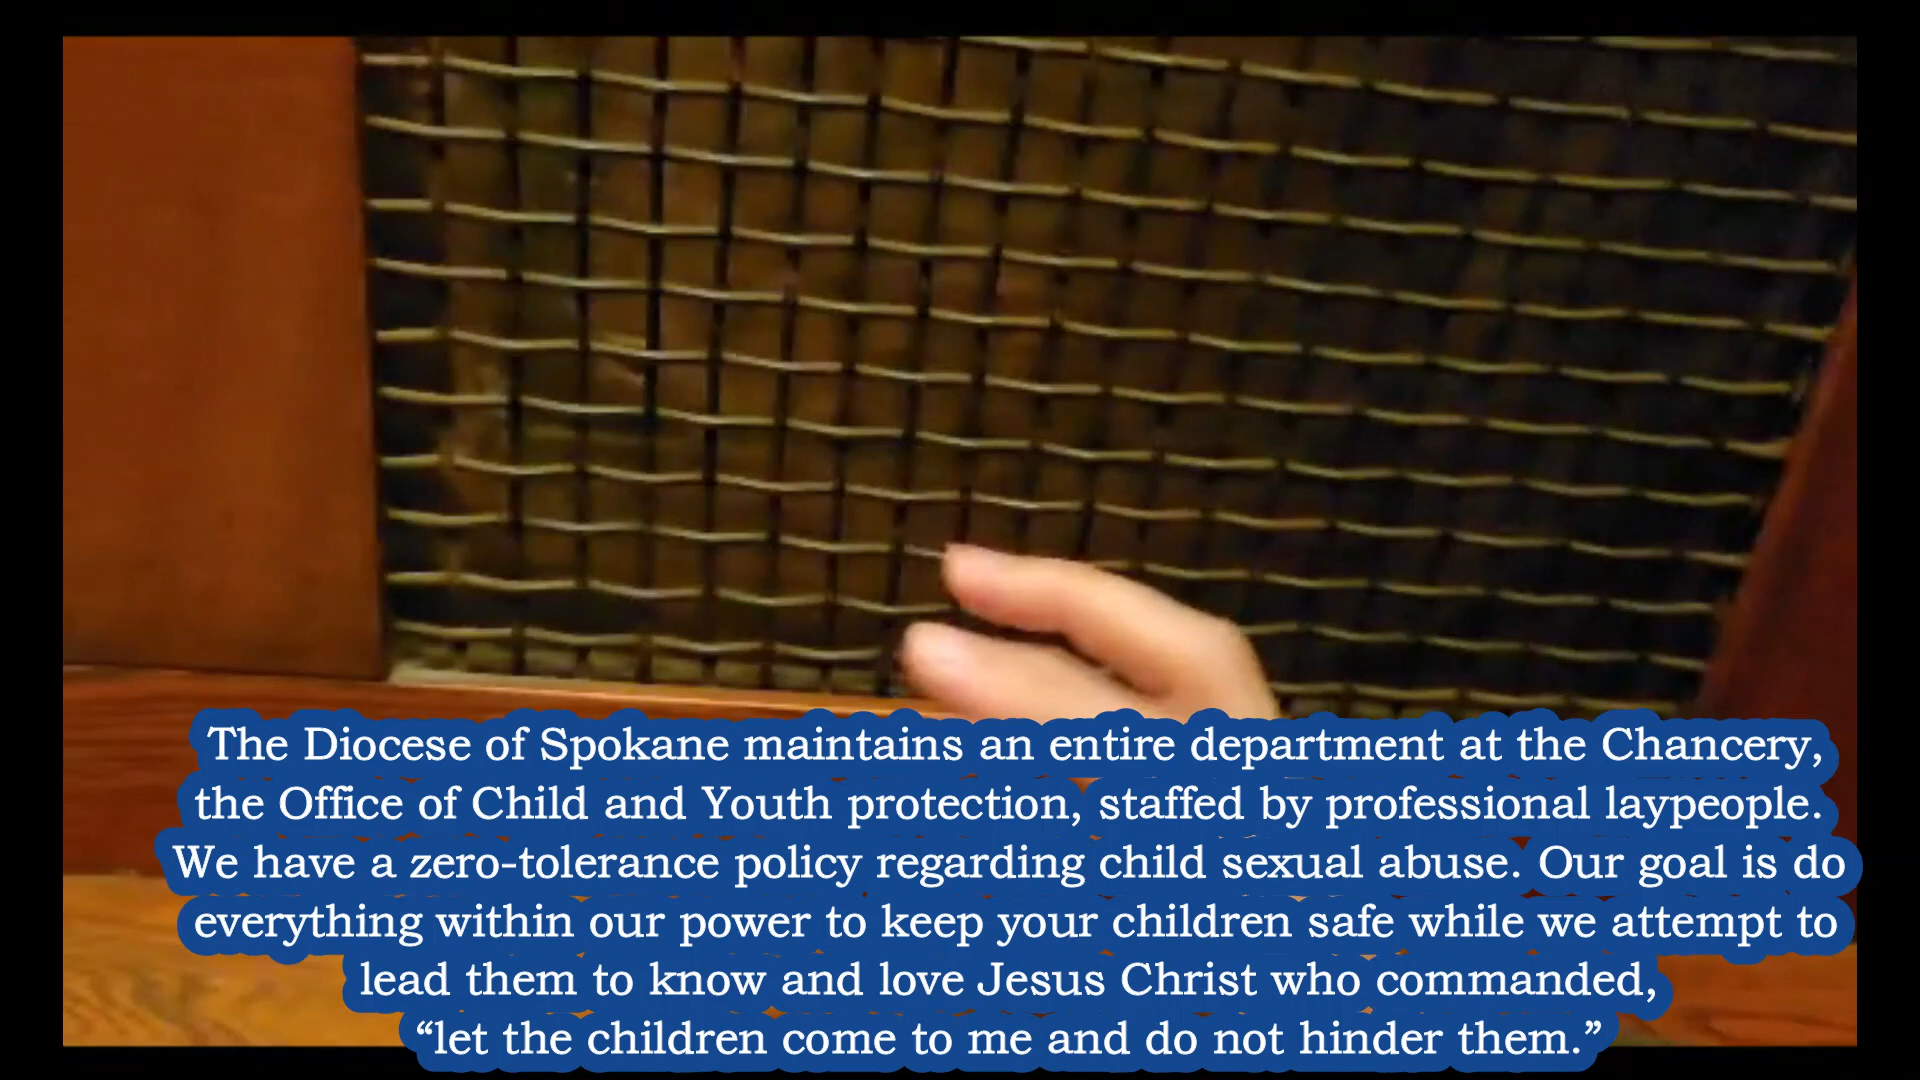 The Diocese of Spokane maintains an entire department at the Chancery,
the Office of Child and Youth protection, staffed by professional laypeople.
We have a zero-tolerance policy regarding child sexual abuse. Our goal is do
everything within our power to keep your children safe while we attempt to
lead them to know and love Jesus Christ who commanded,
“let the children come to me and do not hinder them.”